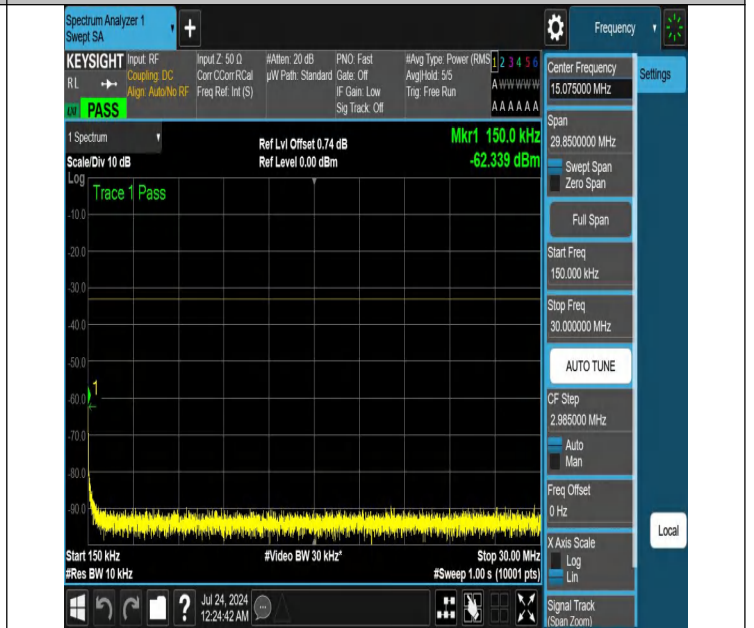 Spectrum Analyzer 1
Swept SA
+
Frequency
KEYSIGHT
RL
PASS
Input: RF
Coupling: DC
Align: Auto/No RF
Input Z: 50 Ω
Corr CCorr RCal
Freq Ref: Int (S)
#Atten: 20 dB
µW Path: Standard
PNO: Fast
Gate: Off
IF Gain: Low
Sig Track: Off
#Avg Type: Power (RMS
Avg|Hold: 5/5
Trig: Free Run
1 2 3 4 5 6
A W W W W W
A A A A A A
Center Frequency
15.075000 MHz
Settings
Span
29.8500000 MHz
Swept Span
Zero Span
Full Span
Start Freq
150.000 kHz
Stop Freq
30.000000 MHz
AUTO TUNE
CF Step
2.985000 MHz
Auto
Man
Freq Offset
0 Hz
X Axis Scale
Log
Lin
Signal Track
(Span Zoom)
Local
1 Spectrum
Scale/Div 10 dB
Ref Lvl Offset 0.74 dB
Ref Level 0.00 dBm
Mkr1 150.0 kHz
-62.339 dBm
Log
Trace 1 Pass
-10.0
-20.0
-30.0
-40.0
-50.0
1
-60.0
-70.0
-80.0
-90.0
Start 150 kHz
#Res BW 10 kHz
#Video BW 30 kHz*
Stop 30.00 MHz
#Sweep 1.00 s (10001 pts)
?
Jul 24, 2024
12:24:42 AM